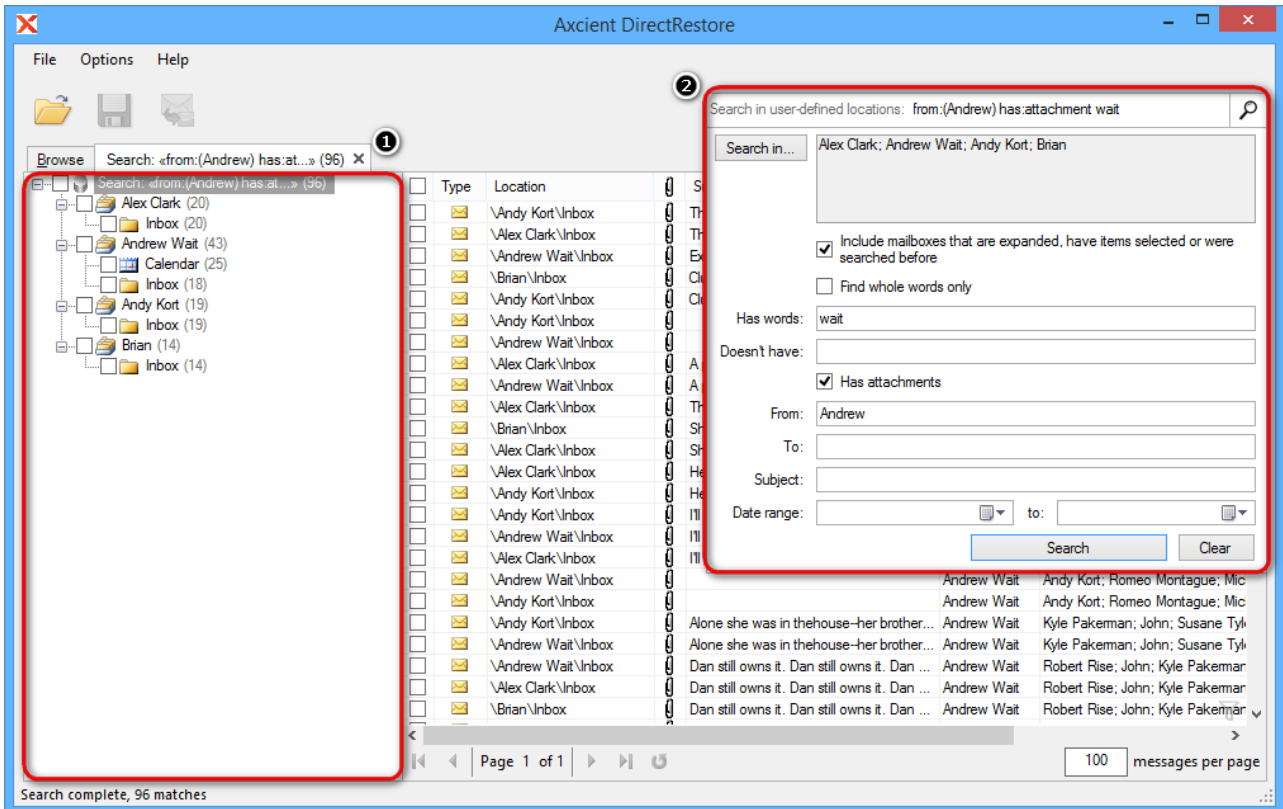 Axcient DirectRestore
File Options Help
2
Search in user-defined locations: from:(Andrew) has:attachment wait
1
Browse Search: «from:(Andrew) has:at...» (96)
Search in... Alex Clark; Andrew Wait; Andy Kort; Brian
Search: «from:(Andrew) has:at...» (96)
Alex Clark (20)
Inbox (20)
Andrew Wait (43)
Calendar (25)
Inbox (18)
Andy Kort (19)
Inbox (19)
Brian (14)
Inbox (14)
Type Location
\Andy Kort\Inbox
\Alex Clark\Inbox
\Andrew Wait\Inbox
\Brian\Inbox
\Andy Kort\Inbox
\Andy Kort\Inbox
\Andrew Wait\Inbox
\Alex Clark\Inbox A
\Andrew Wait\Inbox A
\Alex Clark\Inbox
\Brian\Inbox
\Alex Clark\Inbox
\Alex Clark\Inbox
\Andy Kort\Inbox
\Andy Kort\Inbox I'll
\Andrew Wait\Inbox I'll
\Alex Clark\Inbox I'll
\Andrew Wait\Inbox Andrew Wait Andy Kort; Romeo Montague; Mic
\Andy Kort\Inbox Andrew Wait Andy Kort; Romeo Montague; Mic
\Andy Kort\Inbox Alone she was in thehouse--her brother... Andrew Wait Kyle Pakerman; John; Susane Tyl
\Andrew Wait\Inbox Alone she was in thehouse--her brother... Andrew Wait Kyle Pakerman; John; Susane Tyl
\Andrew Wait\Inbox Dan still owns it. Dan still owns it. Dan ... Andrew Wait Robert Rise; John; Kyle Pakerman
\Alex Clark\Inbox Dan still owns it. Dan still owns it. Dan ... Andrew Wait Robert Rise; John; Kyle Pakerman
\Brian\Inbox Dan still owns it. Dan still owns it. Dan ... Andrew Wait Robert Rise; John; Kyle Pakerman
Include mailboxes that are expanded, have items selected or were
searched before
Find whole words only
Has words: wait
Doesn't have:
Has attachments
From: Andrew
To:
Subject:
Date range: to:
Search Clear
Page 1 of 1 100 messages per page
Search complete, 96 matches